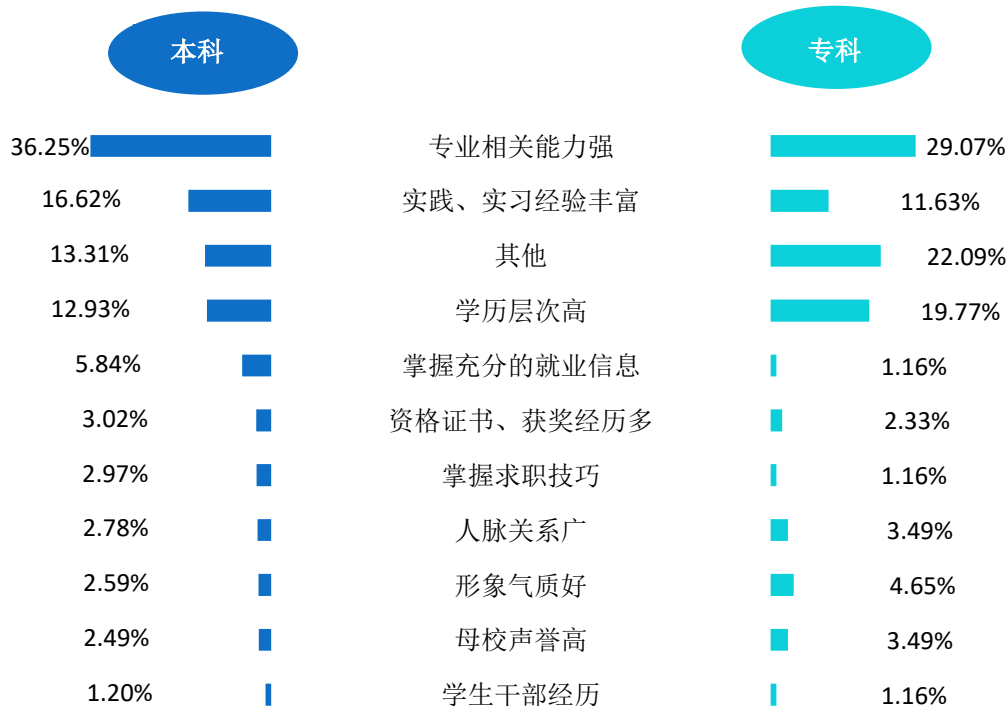 本科 专科
36.25% 专业相关能力强 29.07%
16.62% 实践、实习经验丰富 11.63%
13.31% 其他 22.09%
12.93% 学历层次高 19.77%
5.84% 掌握充分的就业信息 1.16%
3.02% 资格证书、获奖经历多 2.33%
2.97% 掌握求职技巧 1.16%
2.78% 人脉关系广 3.49%
2.59% 形象气质好 4.65%
2.49% 母校声誉高 3.49%
1.20% 学生干部经历 1.16%